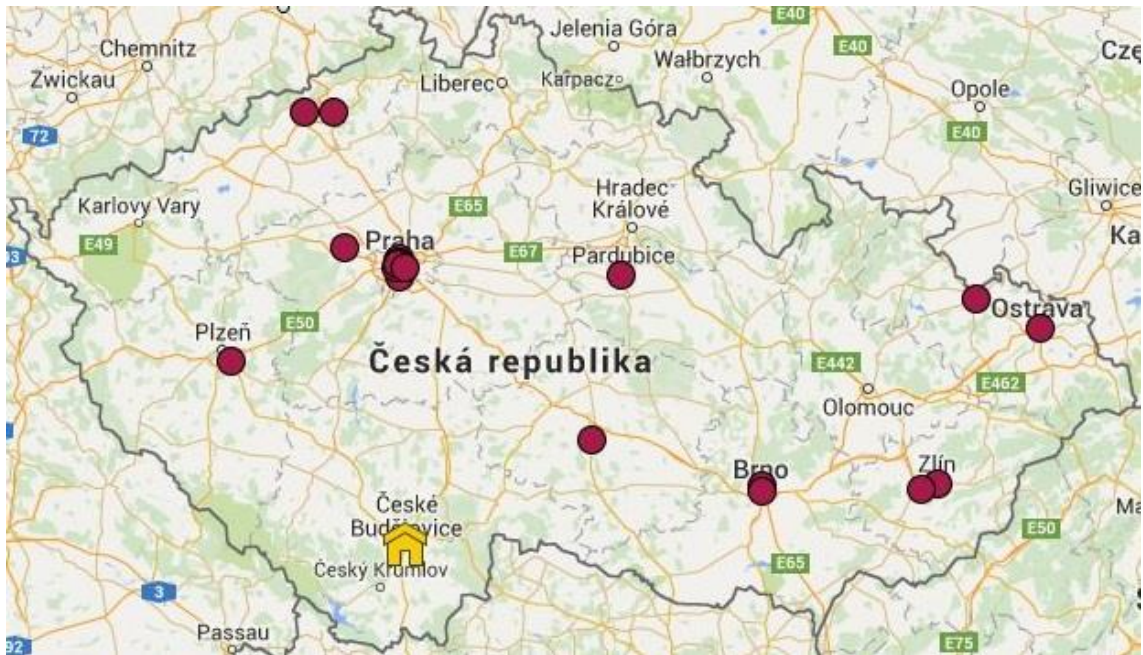 E40
Jelenia Góra
Chemnitz
E40
Wałbrzych
Zwickau
Liberec
Karpacz
Opole
72
E40
Hradec
Králové
Gliwice
Karlovy Vary
E65
E49
Praha
E67
Pardubice
Ostrava
E50
Plzeň
Česká republika
E442
E462
Olomouc
Brno
Zlín
České
Budějovice
E50
Český Krumlov
E65
3
Passau
E75
92